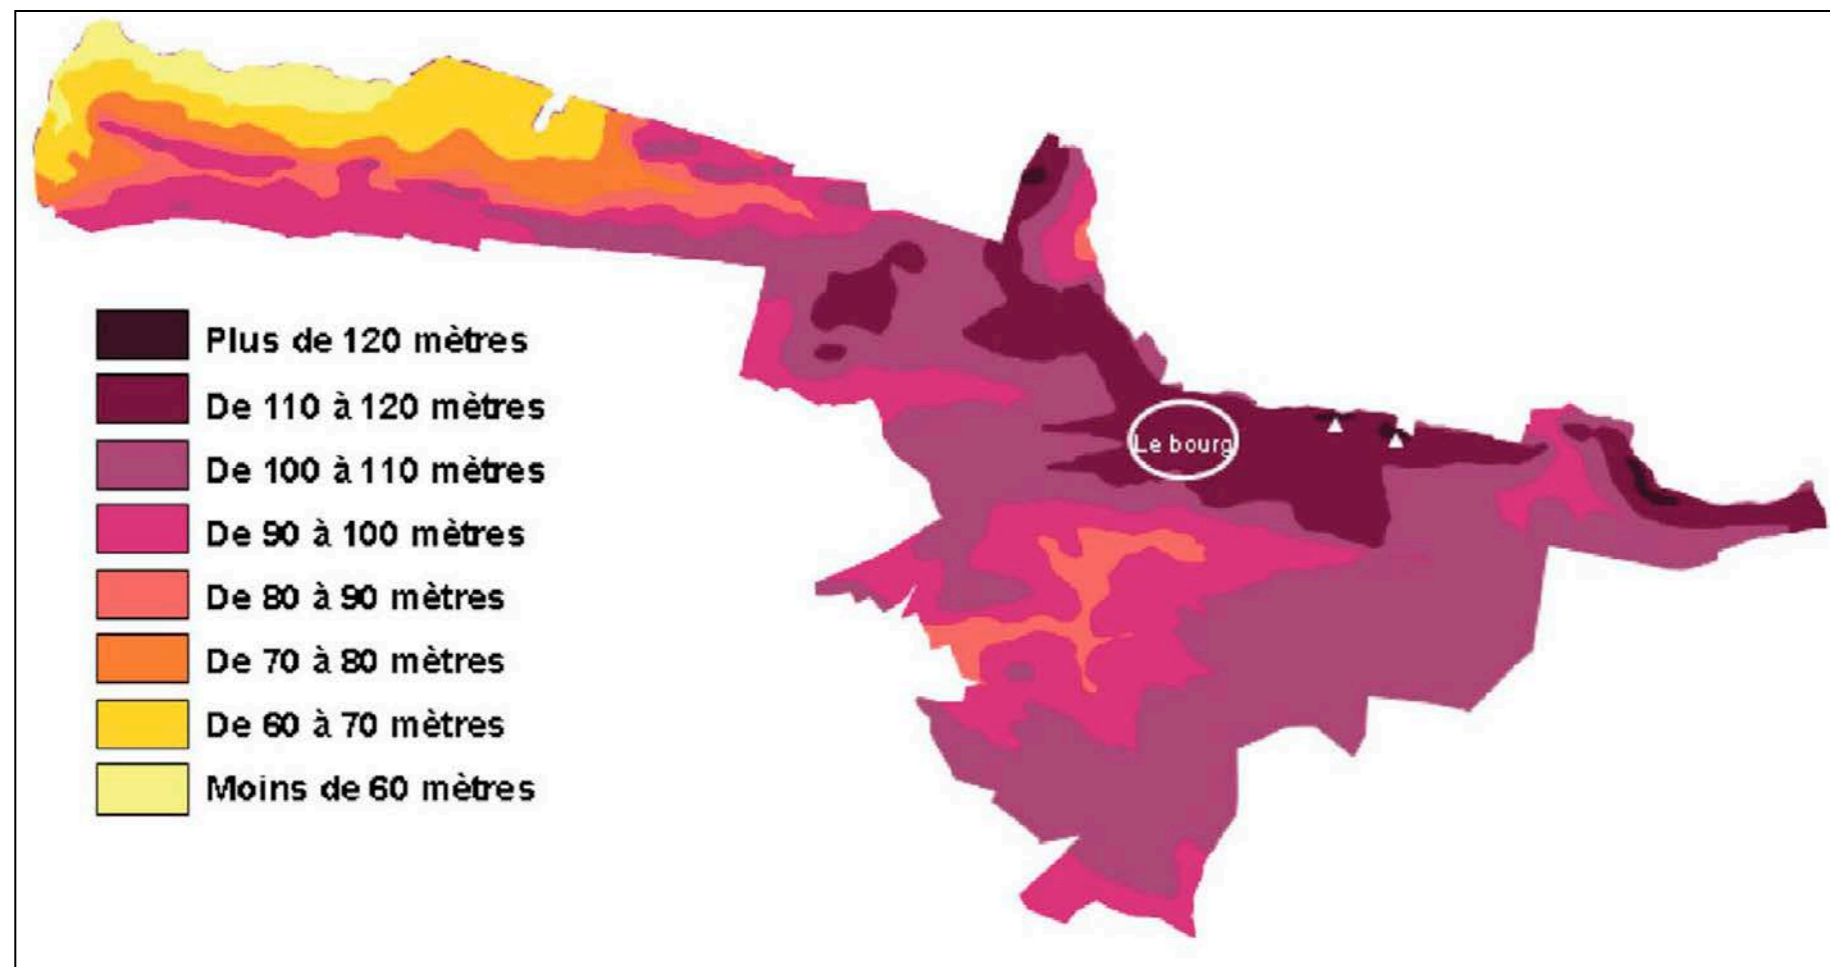 Plus de 120 mètres
De 110 à 120 mètres
De 100 à 110 mètres
De 90 à 100 mètres
De 80 à 90 mètres
De 70 à 80 mètres
De 60 à 70 mètres
Moins de 60 mètres
Le bourg